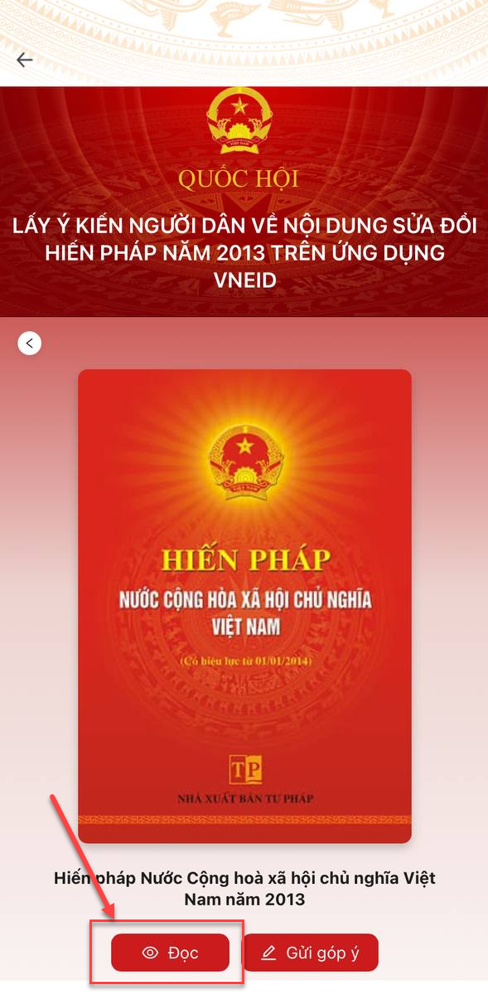 QUỐC HỘI
LẤY Ý KIẾN NGƯỜI DÂN VỀ NỘI DUNG SỬA ĐỔI
HIẾN PHÁP NĂM 2013 TRÊN ỨNG DỤNG
VNEID
HIẾN PHÁP
NƯỚC CỘNG HÒA XÃ HỘI CHỦ NGHĨA
VIỆT NAM
(Có hiệu lực từ 01/01/2014)
TP
NHÀ XUẤT BẢN TƯ PHÁP
Hiến pháp Nước Cộng hoà xã hội chủ nghĩa Việt
Nam năm 2013
Đọc
Gửi góp ý